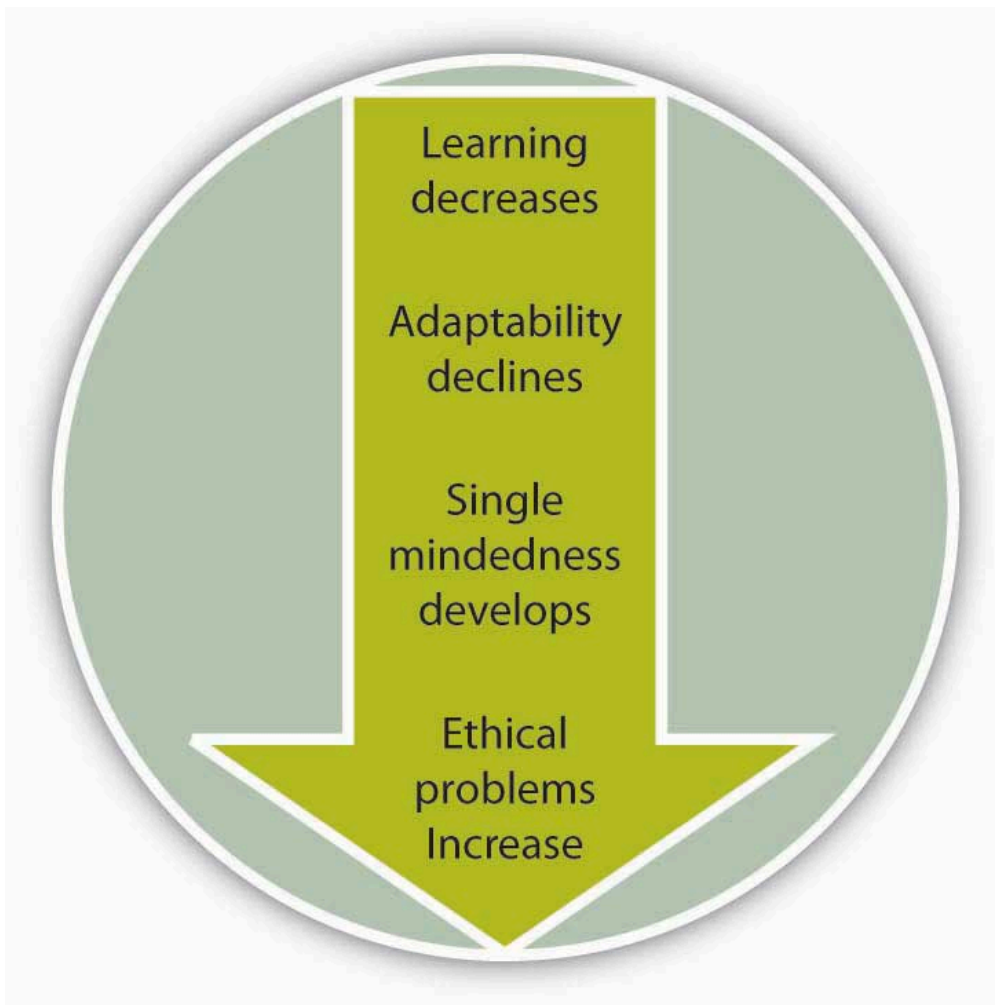 Learning
decreases
Adaptability
declines
Single
mindedness
develops
Ethical
problems
Increase